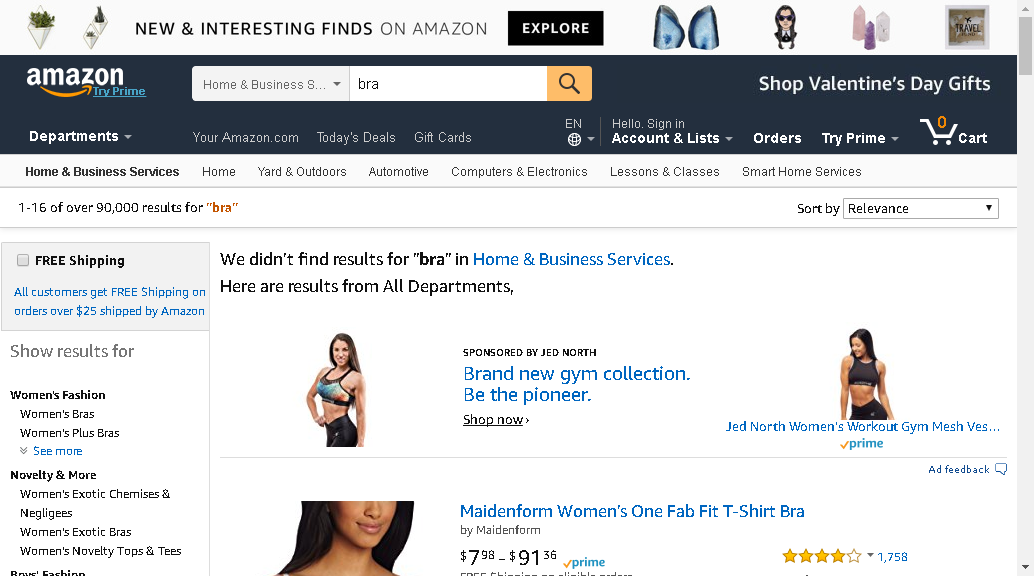 NEW & INTERESTING FINDS ON AMAZON EXPLORE
TRAVEL
amazon
Try Prime
Home & Business S...
bra
Shop Valentine's Day Gifts
Departments
Your Amazon.com Today's Deals Gift Cards
EN
Hello. Sign in
Account & Lists
Orders
Try Prime
0
Cart
Home & Business Services Home Yard & Outdoors Automotive Computers & Electronics Lessons & Classes Smart Home Services
1-16 of over 90,000 results for "bra"
Sort by Relevance
FREE Shipping
All customers get FREE Shipping on
orders over $25 shipped by Amazon
Show results for
Women's Fashion
Women's Bras
Women's Plus Bras
See more
Novelty & More
Women's Exotic Chemises &
Negligees
Women's Exotic Bras
Women's Novelty Tops & Tees
Boys' Fashion
We didn't find results for "bra" in Home & Business Services.
Here are results from All Departments,
SPONSORED BY JED NORTH
Brand new gym collection.
Be the pioneer.
Shop now ›
Jed North Women's Workout Gym Mesh Ves...
prime
Ad feedback
Maidenform Women's One Fab Fit T-Shirt Bra
by Maidenform
$7 98 - $91 36 prime
1,758
FREE Shipping on eligible orders